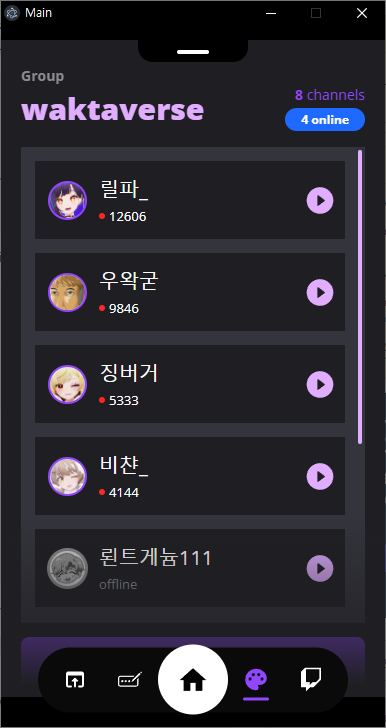 Main
Group
waktaverse
8 channels
4 online
릴파_
12606
우왁굳
9846
징버거
5333
비챤_
4144
뢴트게늄111
offline